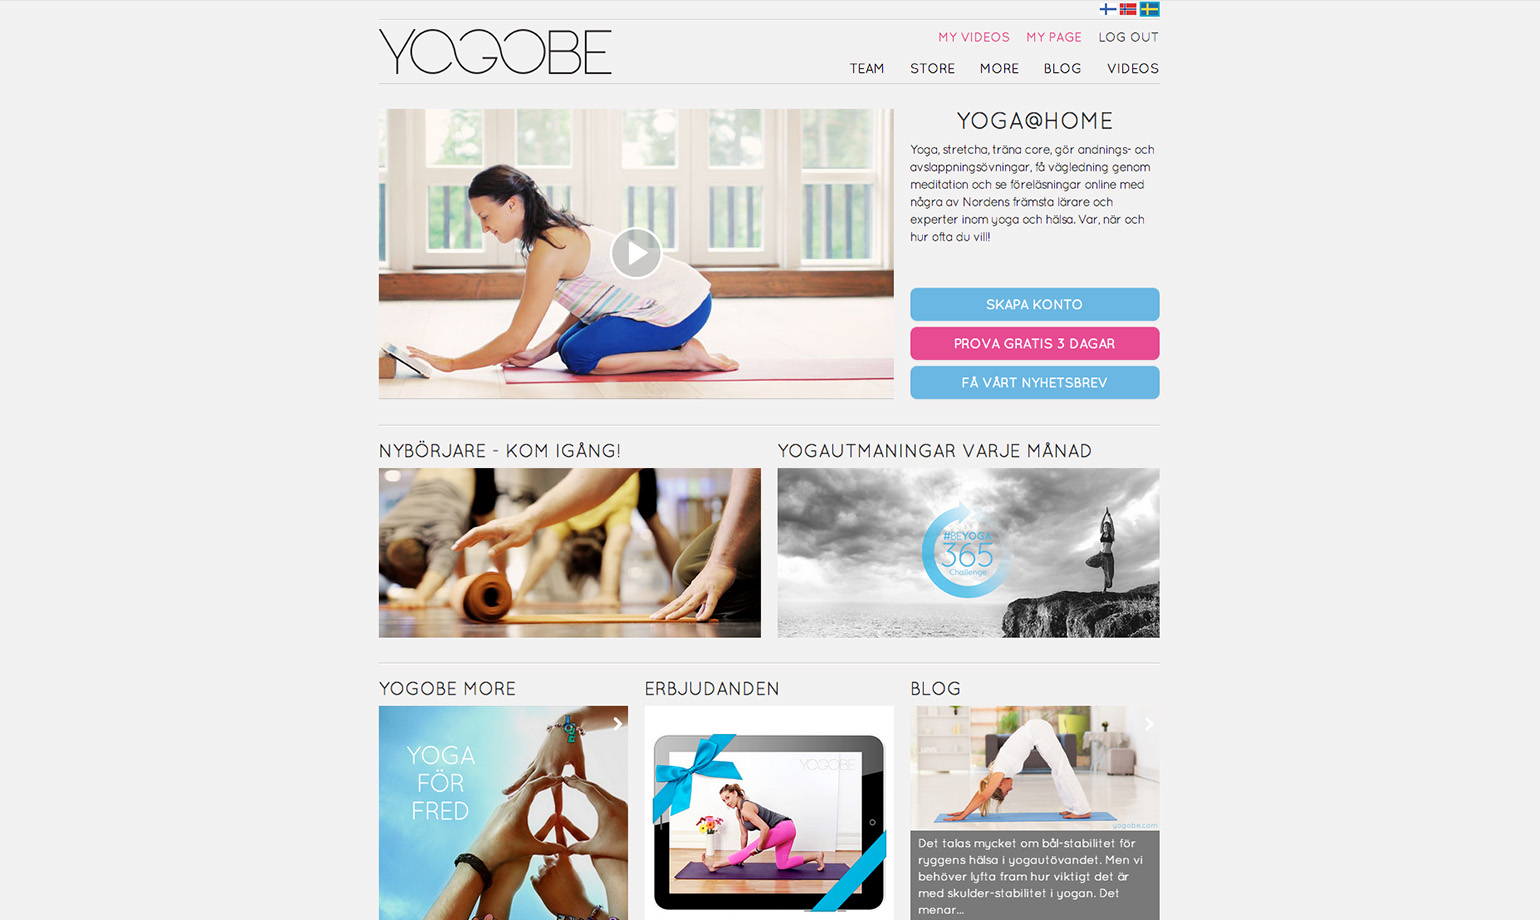 YOGOBE
MY VIDEOS MY PAGE LOG OUT
TEAM STORE MORE BLOG VIDEOS
YOGA@HOME
Yoga, stretcha, träna core, gör andnings- och
avslappningsövningar, få vägledning genom
meditation och se föreläsningar online med
några av Nordens främsta lärare och
experter inom yoga och hälsa. Var, när och
hur ofta du vill!
SKAPA KONTO
PROVA GRATIS 3 DAGAR
FÅ VÅRT NYHETSBREV
NYBÖRJARE - KOM IGÅNG!
YOGAUTMANINGAR VARJE MÅNAD
#BEYOGA
365
Challenge
YOGOBE MORE
YOGA
FÖR
FRED
ERBJUDANDEN
YOGOBE
BLOG
yogobe.com
Det talas mycket om bål-stabilitet för
ryggens hälsa i yogautövandet. Men vi
behöver lyfta fram hur viktigt det är
med skulder-stabilitet i yogan. Det
menar...